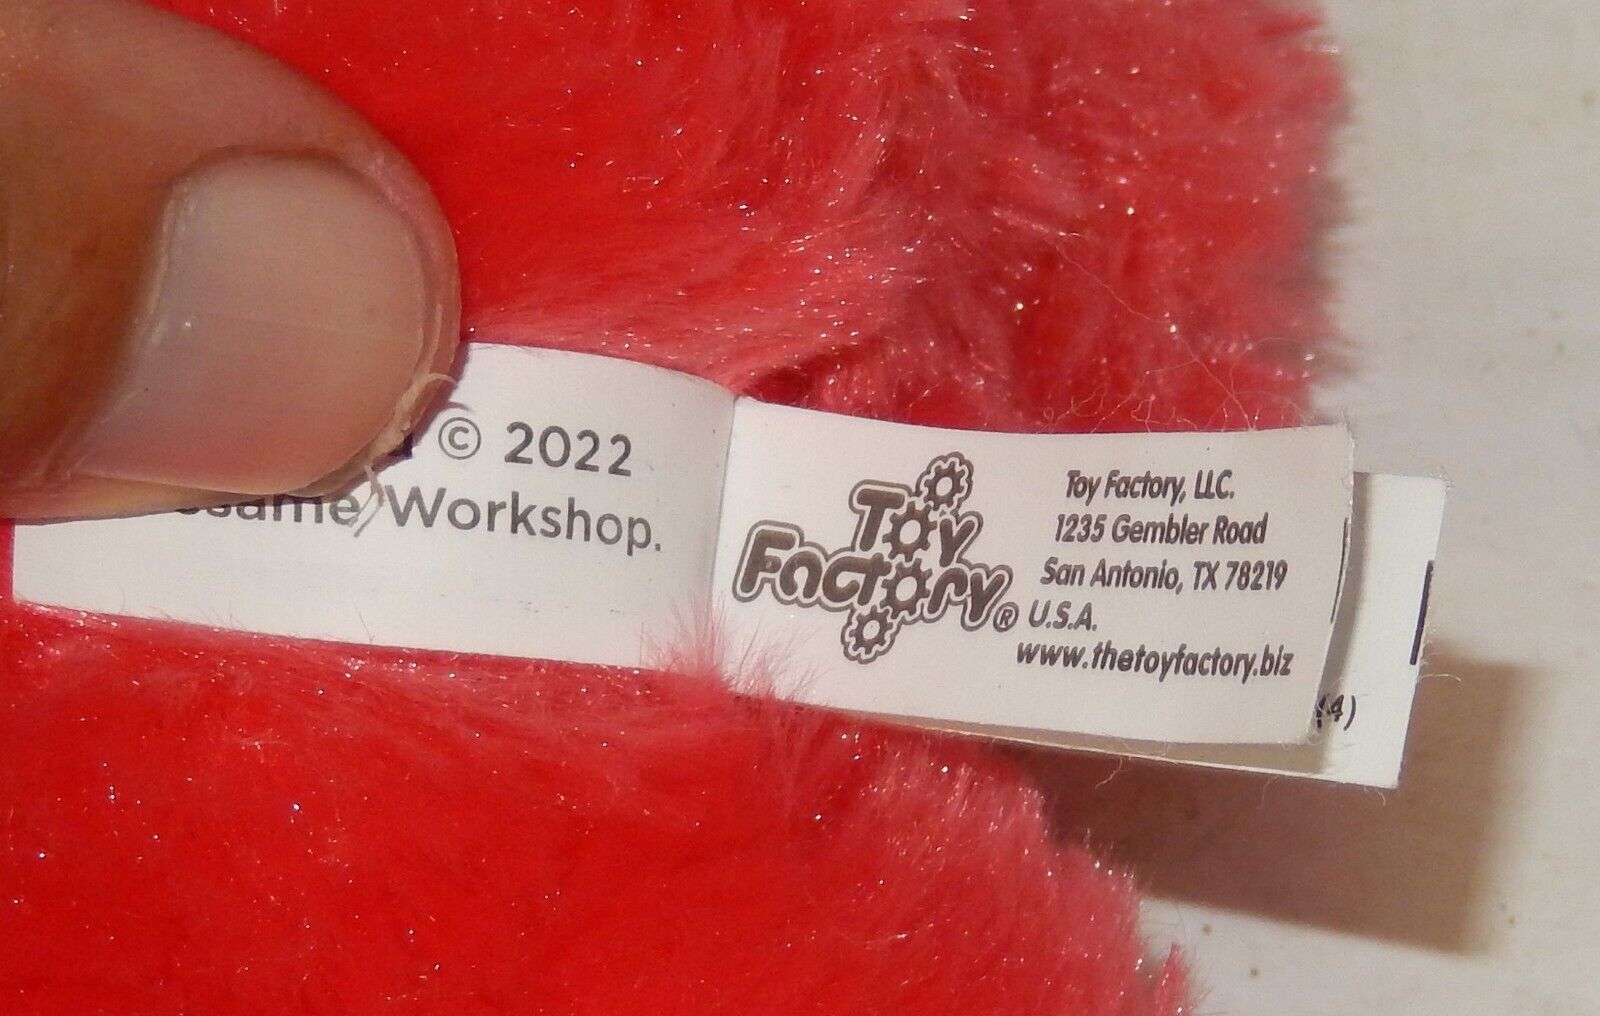 © 2022
Workshop.
Toy
Factory®
Toy Factory, LLC.
1235 Gembler Road
San Antonio, TX 78219
U.S.A.
www.thetoyfactory.biz